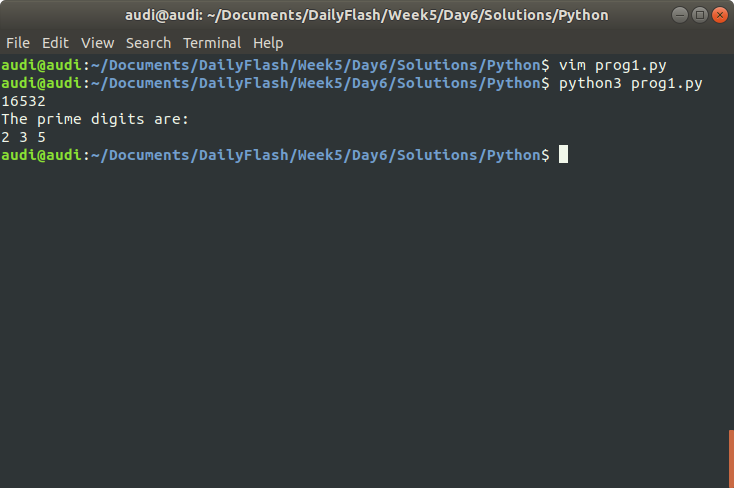 audi@audi: ~/Documents/DailyFlash/Week5/Day6/Solutions/Python
File Edit View Search Terminal Help
audi@audi:~/Documents/DailyFlash/Week5/Day6/Solutions/Python$ vim prog1.py
audi@audi:~/Documents/DailyFlash/Week5/Day6/Solutions/Python$ python3 prog1.py
16532
The prime digits are:
2 3 5
audi@audi:~/Documents/DailyFlash/Week5/Day6/Solutions/Python$